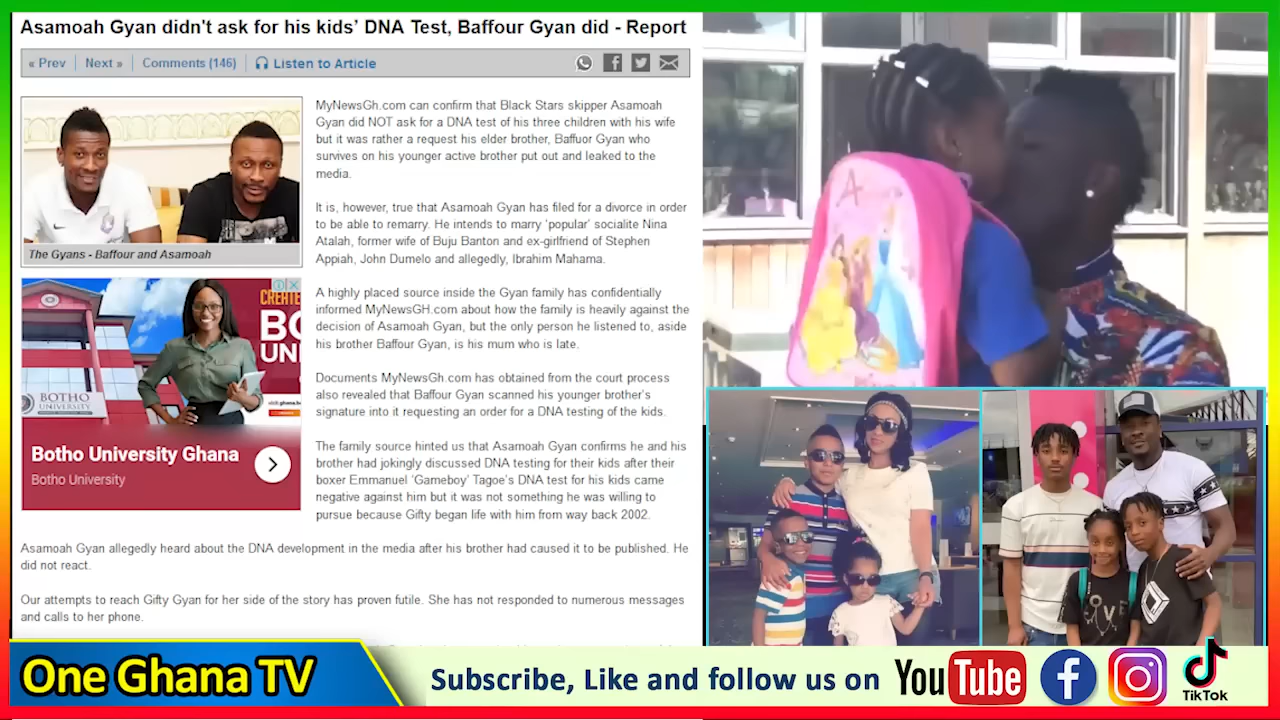 Asamoah Gyan didn't ask for his kids' DNA Test, Baffour Gyan did - Report
« Prev Next » Comments (146) Listen to Article
The Gyans - Baffour and Asamoah
MyNewsGh.com can confirm that Black Stars skipper Asamoah
Gyan did NOT ask for a DNA test of his three children with his wife
but it was rather a request his elder brother, Baffuor Gyan who
survives on his younger active brother put out and leaked to the
media.
It is, however, true that Asamoah Gyan has filed for a divorce in order
to be able to remarry. He intends to marry 'popular' socialite Nina
Atalah, former wife of Buju Banton and ex-girlfriend of Stephen
Appiah, John Dumelo and allegedly, Ibrahim Mahama.
A highly placed source inside the Gyan family has confidentially
informed MyNewsGH.com about how the family is heavily against the
decision of Asamoah Gyan, but the only person he listened to, aside
his brother Baffour Gyan, is his mum who is late.
Documents MyNewsGh.com has obtained from the court process
also revealed that Baffour Gyan scanned his younger brother's
signature into it requesting an order for a DNA testing of the kids.
The family source hinted us that Asamoah Gyan confirms he and his
brother had jokingly discussed DNA testing for their kids after their
boxer Emmanuel 'Gameboy' Tagoe's DNA test for his kids came
negative against him but it was not something he was willing to
pursue because Gifty began life with him from way back 2002.
Asamoah Gyan allegedly heard about the DNA development in the media after his brother had caused it to be published. He
did not react.
Our attempts to reach Gifty Gyan for her side of the story has proven futile. She has not responded to numerous messages
and calls to her phone.
CREATE
BO
UNI
BOTHO
UNIVERSITY
Botho University Ghana
Botho University
A
One Ghana TV
Subscribe, Like and follow us on YouTube
TikTok